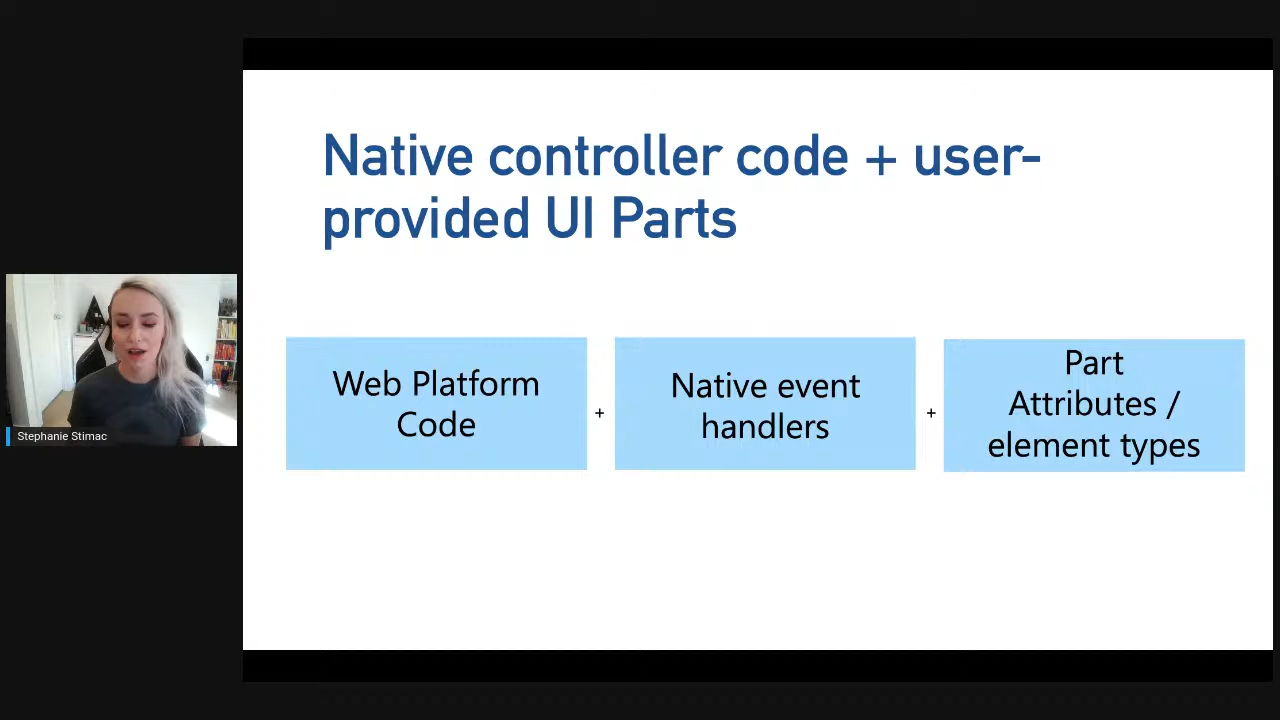 Native controller code + user-
provided UI Parts
Web Platform
Code
+
Native event
handlers
+
Part
Attributes /
element types
Stephanie Stimac